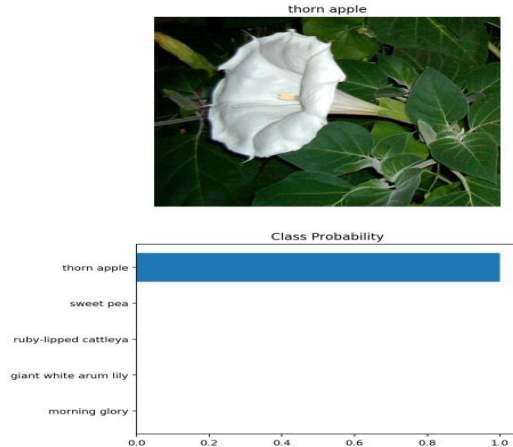 thorn apple
Class Probability
thorn apple
sweet pea
ruby-lipped cattleya
giant white arum lily
morning glory
0.0 0.2 0.4 0.6 0.8 1.0